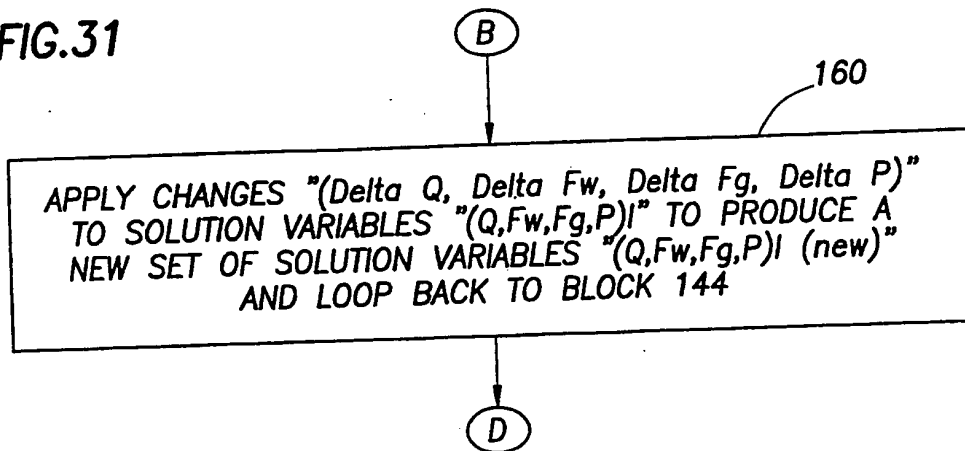 FIG.31
B
160
APPLY CHANGES "(Delta Q, Delta Fw, Delta Fg, Delta P)"
TO SOLUTION VARIABLES "(Q,Fw,Fg,P)I" TO PRODUCE A
NEW SET OF SOLUTION VARIABLES "(Q,Fw,Fg,P)I (new)"
AND LOOP BACK TO BLOCK 144
D